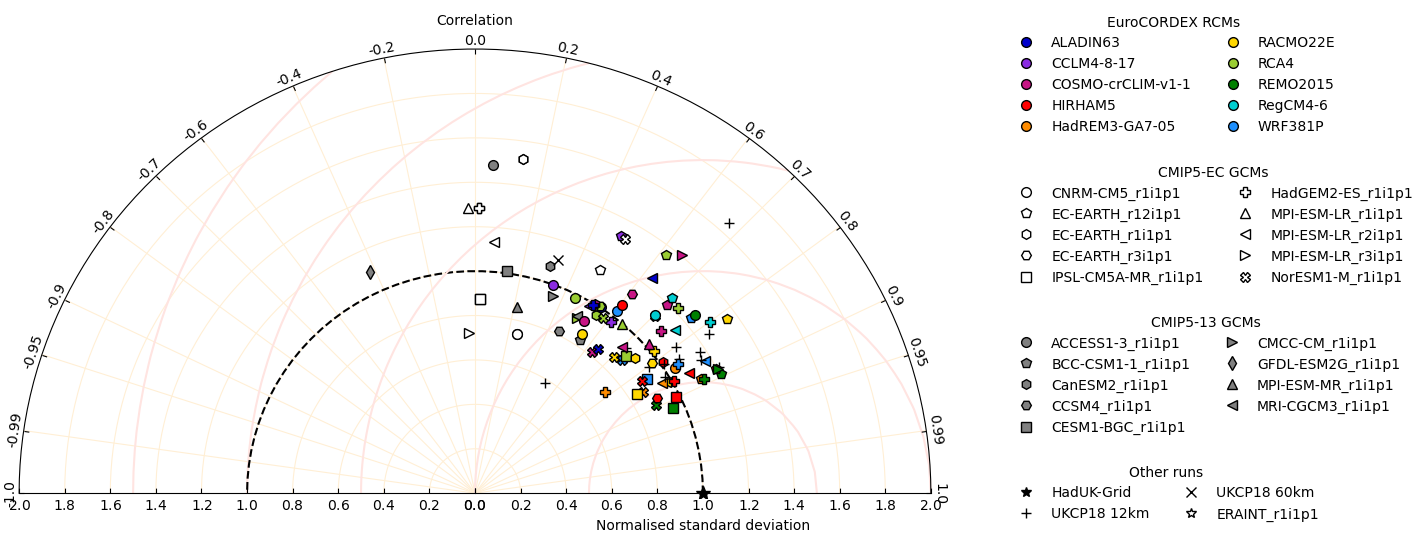 Correlation
0.0
-0.2
0.2
-0.4
0.4
-0.6
0.6
-0.7
0.7
-0.8
0.8
-0.9
0.9
-0.95
0.95
-0.99
0.99
-1.0
1.0
2.0 1.8 1.6 1.4 1.2 1.0 0.8 0.6 0.4 0.2 0.0 0.2 0.4 0.6 0.8 1.0 1.2 1.4 1.6 1.8 2.0
Normalised standard deviation
EuroCORDEX RCMs
ALADIN63 RACMO22E
CCLM4-8-17 RCA4
COSMO-crCLIM-v1-1 REMO2015
HIRHAM5 RegCM4-6
HadREM3-GA7-05 WRF381P
CMIP5-EC GCMs
CNRM-CM5_r1i1p1 HadGEM2-ES_r1i1p1
EC-EARTH_r12i1p1 MPI-ESM-LR_r1i1p1
EC-EARTH_r1i1p1 MPI-ESM-LR_r2i1p1
EC-EARTH_r3i1p1 MPI-ESM-LR_r3i1p1
IPSL-CM5A-MR_r1i1p1 NorESM1-M_r1i1p1
CMIP5-13 GCMs
ACCESS1-3_r1i1p1 CMCC-CM_r1i1p1
BCC-CSM1-1_r1i1p1 GFDL-ESM2G_r1i1p1
CanESM2_r1i1p1 MPI-ESM-MR_r1i1p1
CCSM4_r1i1p1 MRI-CGCM3_r1i1p1
CESM1-BGC_r1i1p1
Other runs
HadUK-Grid UKCP18 60km
UKCP18 12km ERAINT_r1i1p1